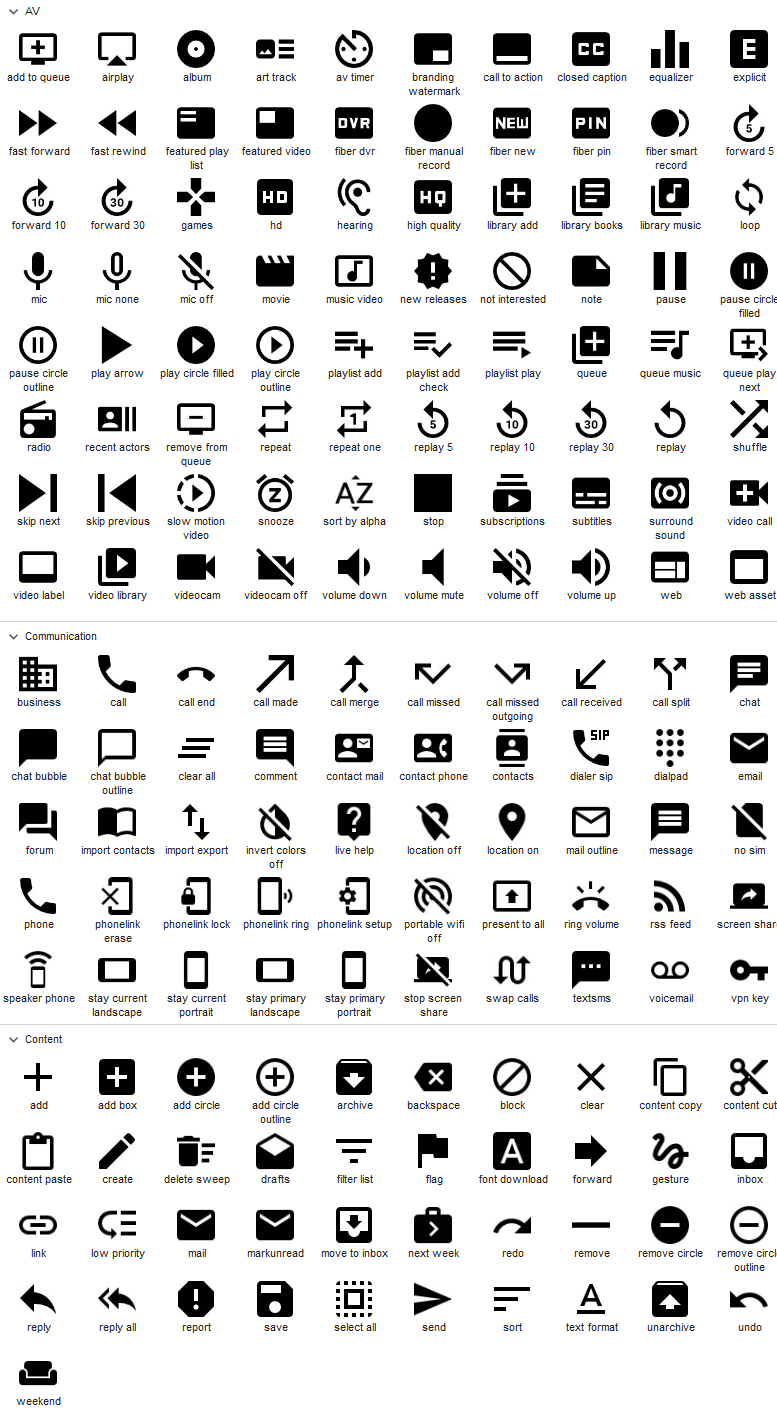 AV
add to queue airplay album art track av timer branding watermark call to action closed caption equalizer explicit
fast forward fast rewind featured play list featured video fiber dvr fiber manual record fiber new fiber pin fiber smart record forward 5
forward 10 forward 30 games hd hearing high quality library add library books library music loop
mic mic none mic off movie music video new releases not interested note pause pause circle filled
pause circle outline play arrow play circle filled play circle outline playlist add playlist add check playlist play queue queue music queue play next
radio recent actors remove from queue repeat repeat one replay 5 replay 10 replay 30 replay shuffle
skip next skip previous slow motion video snooze sort by alpha stop subscriptions subtitles surround sound video call
video label video library videocam videocam off volume down volume mute volume off volume up web web asset
Communication
business call call end call made call merge call missed call missed outgoing call received call split chat
chat bubble chat bubble outline clear all comment contact mail contact phone contacts dialer sip dialpad email
forum import contacts import export invert colors off live help location off location on mail outline message no sim
phone phonelink erase phonelink lock phonelink ring phonelink setup portable wifi off present to all ring volume rss feed screen share
speaker phone stay current landscape stay current portrait stay primary landscape stay primary portrait stop screen share swap calls textsms voicemail vpn key
Content
add add box add circle add circle outline archive backspace block clear content copy content cut
content paste create delete sweep drafts filter list flag font download forward gesture inbox
link low priority mail markunread move to inbox next week redo remove remove circle remove circl outline
reply reply all report save select all send sort text format unarchive undo
weekend